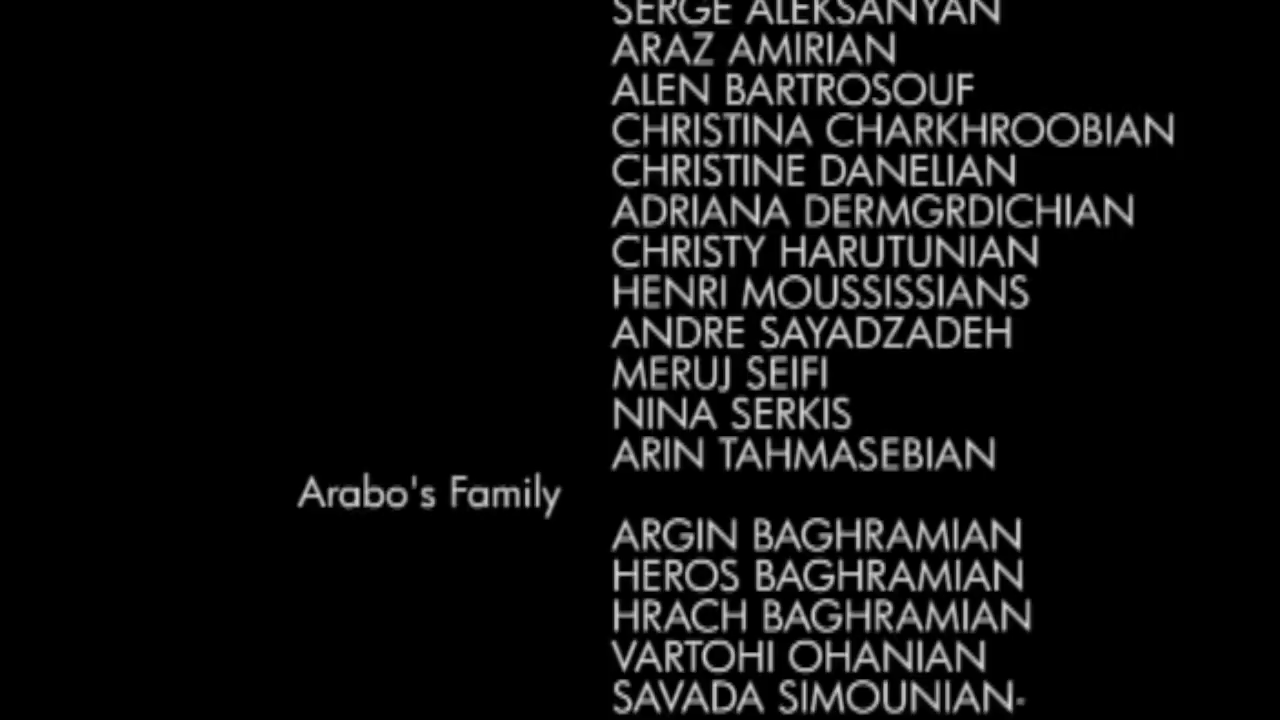 SERGE ALEKSANYAN
ARAZ AMIRIAN
ALEN BARTROSOUF
CHRISTINA CHARKHROOBIAN
CHRISTINE DANELIAN
ADRIANA DERMGRDICHIAN
CHRISTY HARUTUNIAN
HENRI MOUSSISSIANS
ANDRE SAYADZADEH
MERUJ SEIFI
NINA SERKIS
ARIN TAHMASEBIAN
Arabo's Family
ARGIN BAGHRAMIAN
HEROS BAGHRAMIAN
HRACH BAGHRAMIAN
VARTOHI OHANIAN
SAVADA SIMOUNIAN-